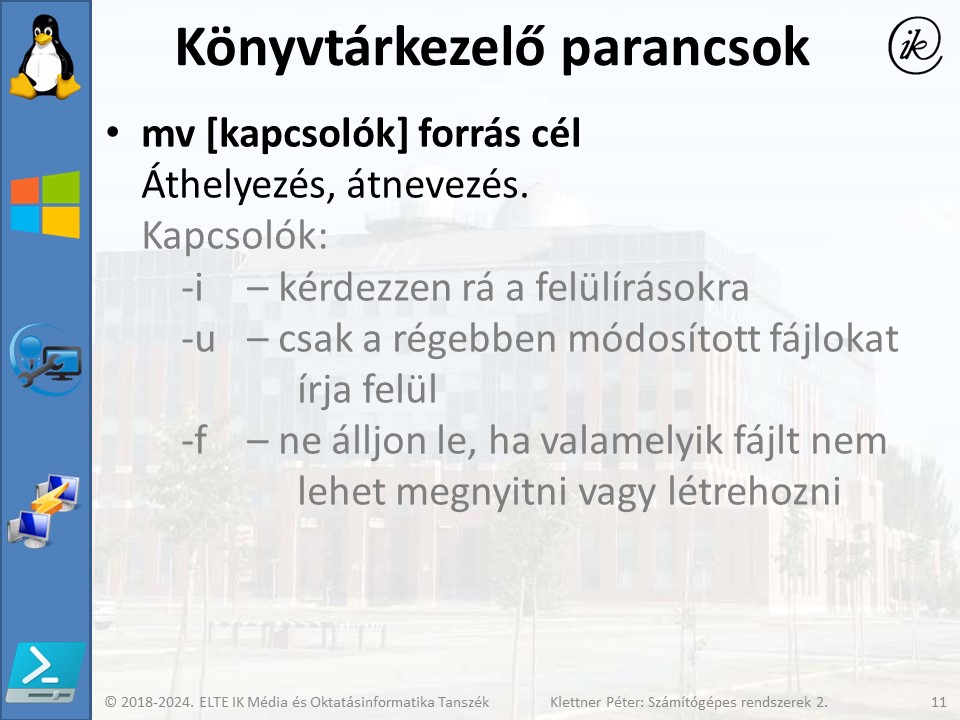 Könyvtárkezelő parancsok
ik
• mv [kapcsolók] forrás cél
Áthelyezés, átnevezés.
Kapcsolók:
-i – kérdezzen rá a felülírásokra
-u – csak a régebben módosított fájlokat
írja felül
-f – ne álljon le, ha valamelyik fájlt nem
lehet megnyitni vagy létrehozni
© 2018-2024. ELTE IK Média és Oktatásinformatika Tanszék Klettner Péter: Számítógépes rendszerek 2. 11